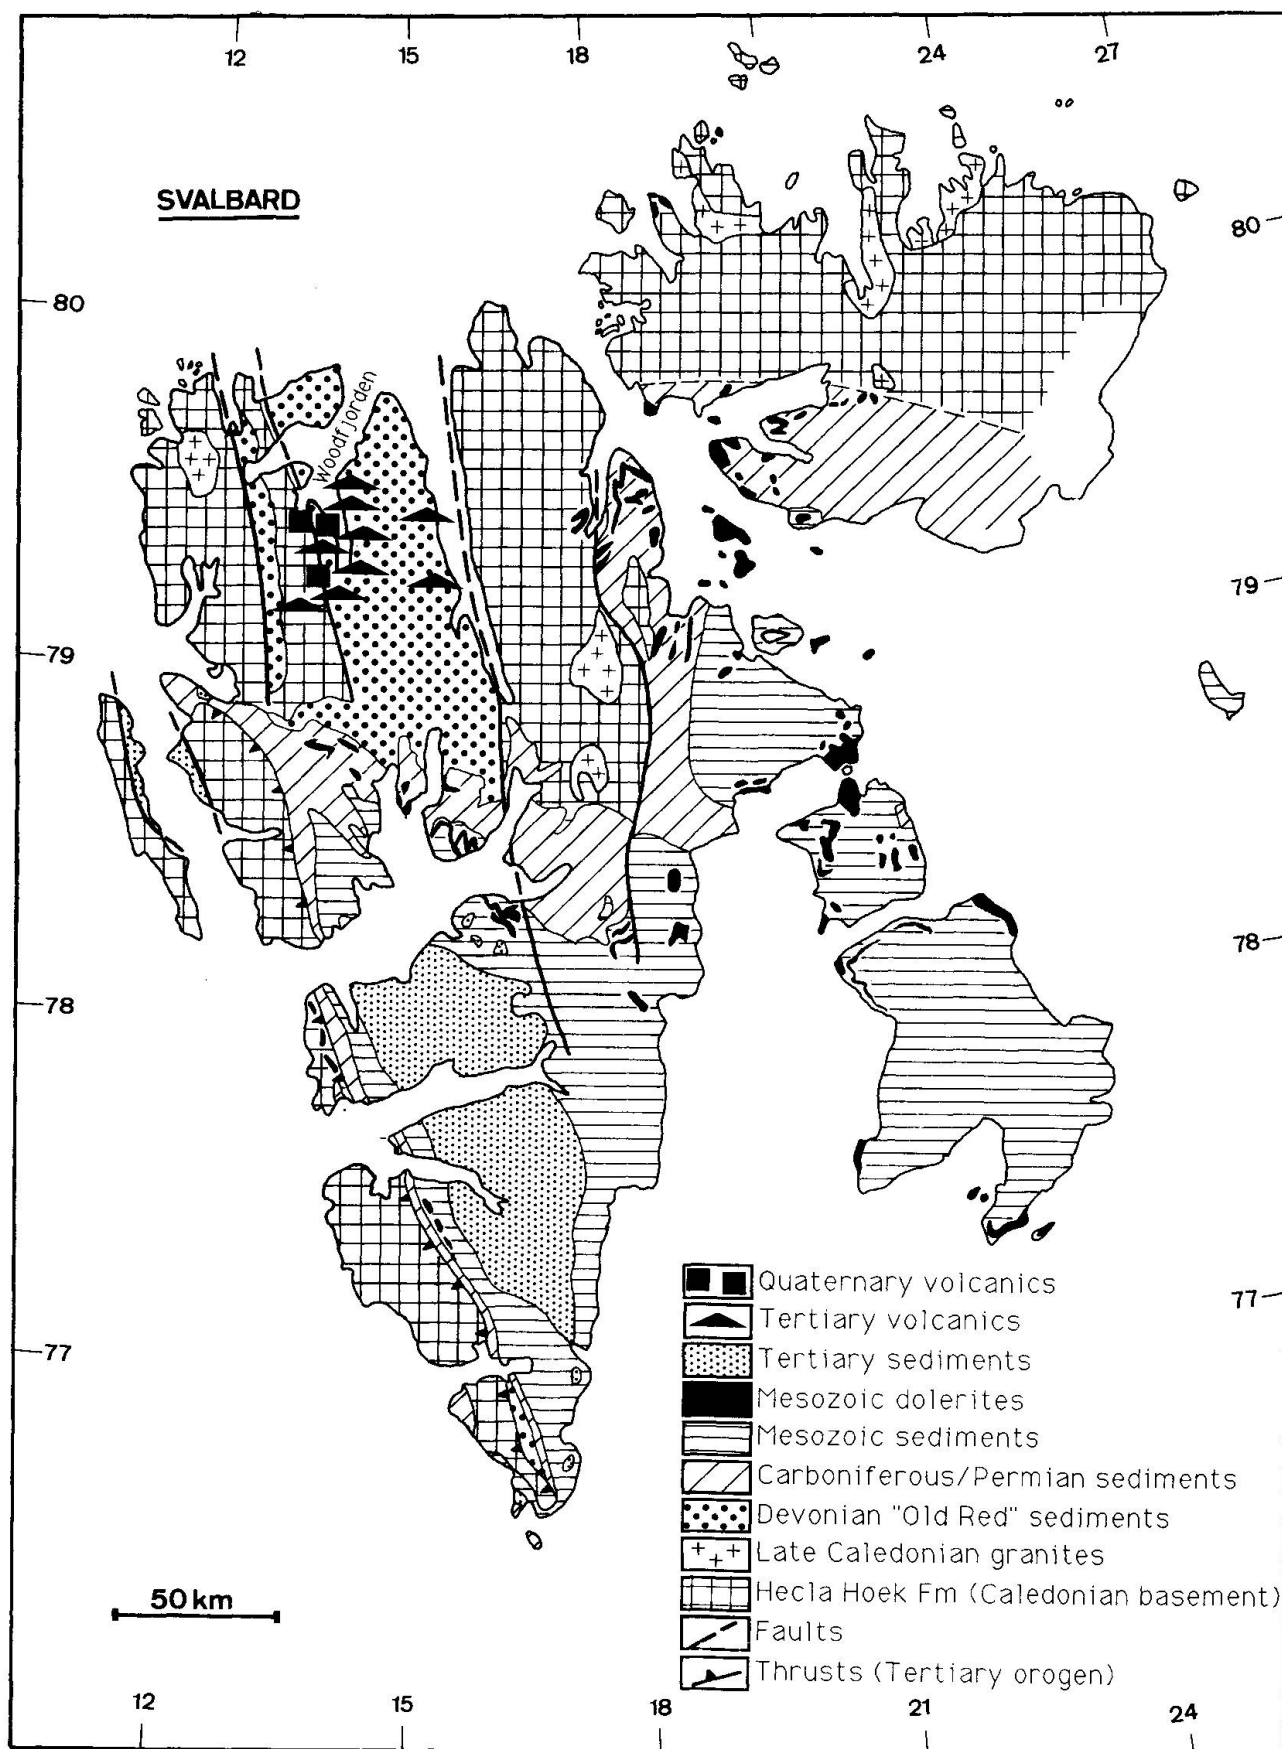 12 15 18 24 27
SVALBARD
80
80
Woodfjorden
79
79
78
78
77
77
Quaternary volcanics
Tertiary volcanics
Tertiary sediments
Mesozoic dolerites
Mesozoic sediments
Carboniferous/Permian sediments
Devonian "Old Red" sediments
Late Caledonian granites
Hecla Hoek Fm (Caledonian basement)
Faults
Thrusts (Tertiary orogen)
50 km
12 15 18 21 24